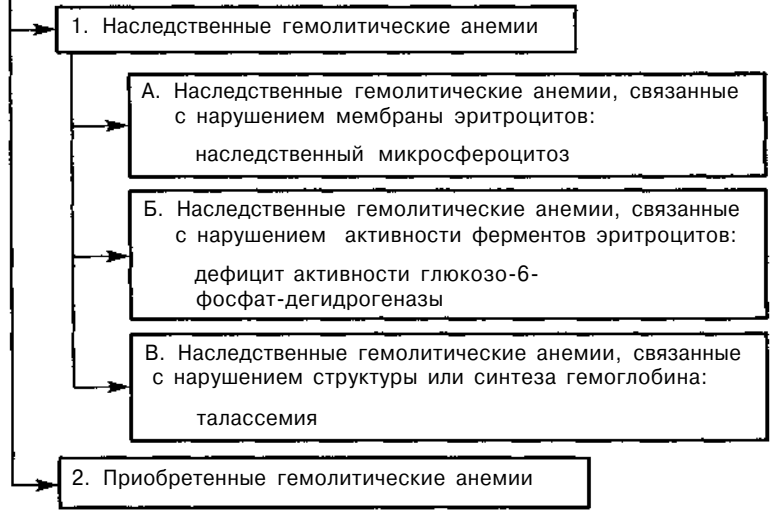 1. Наследственные гемолитические анемии
А. Наследственные гемолитические анемии, связанные
с нарушением мембраны эритроцитов:
наследственный микросфероцитоз
Б. Наследственные гемолитические анемии, связанные
с нарушением активности ферментов эритроцитов:
дефицит активности глюкозо-6-
фосфат-дегидрогеназы
В. Наследственные гемолитические анемии, связанные
с нарушением структуры или синтеза гемоглобина:
талассемия
2. Приобретенные гемолитические анемии